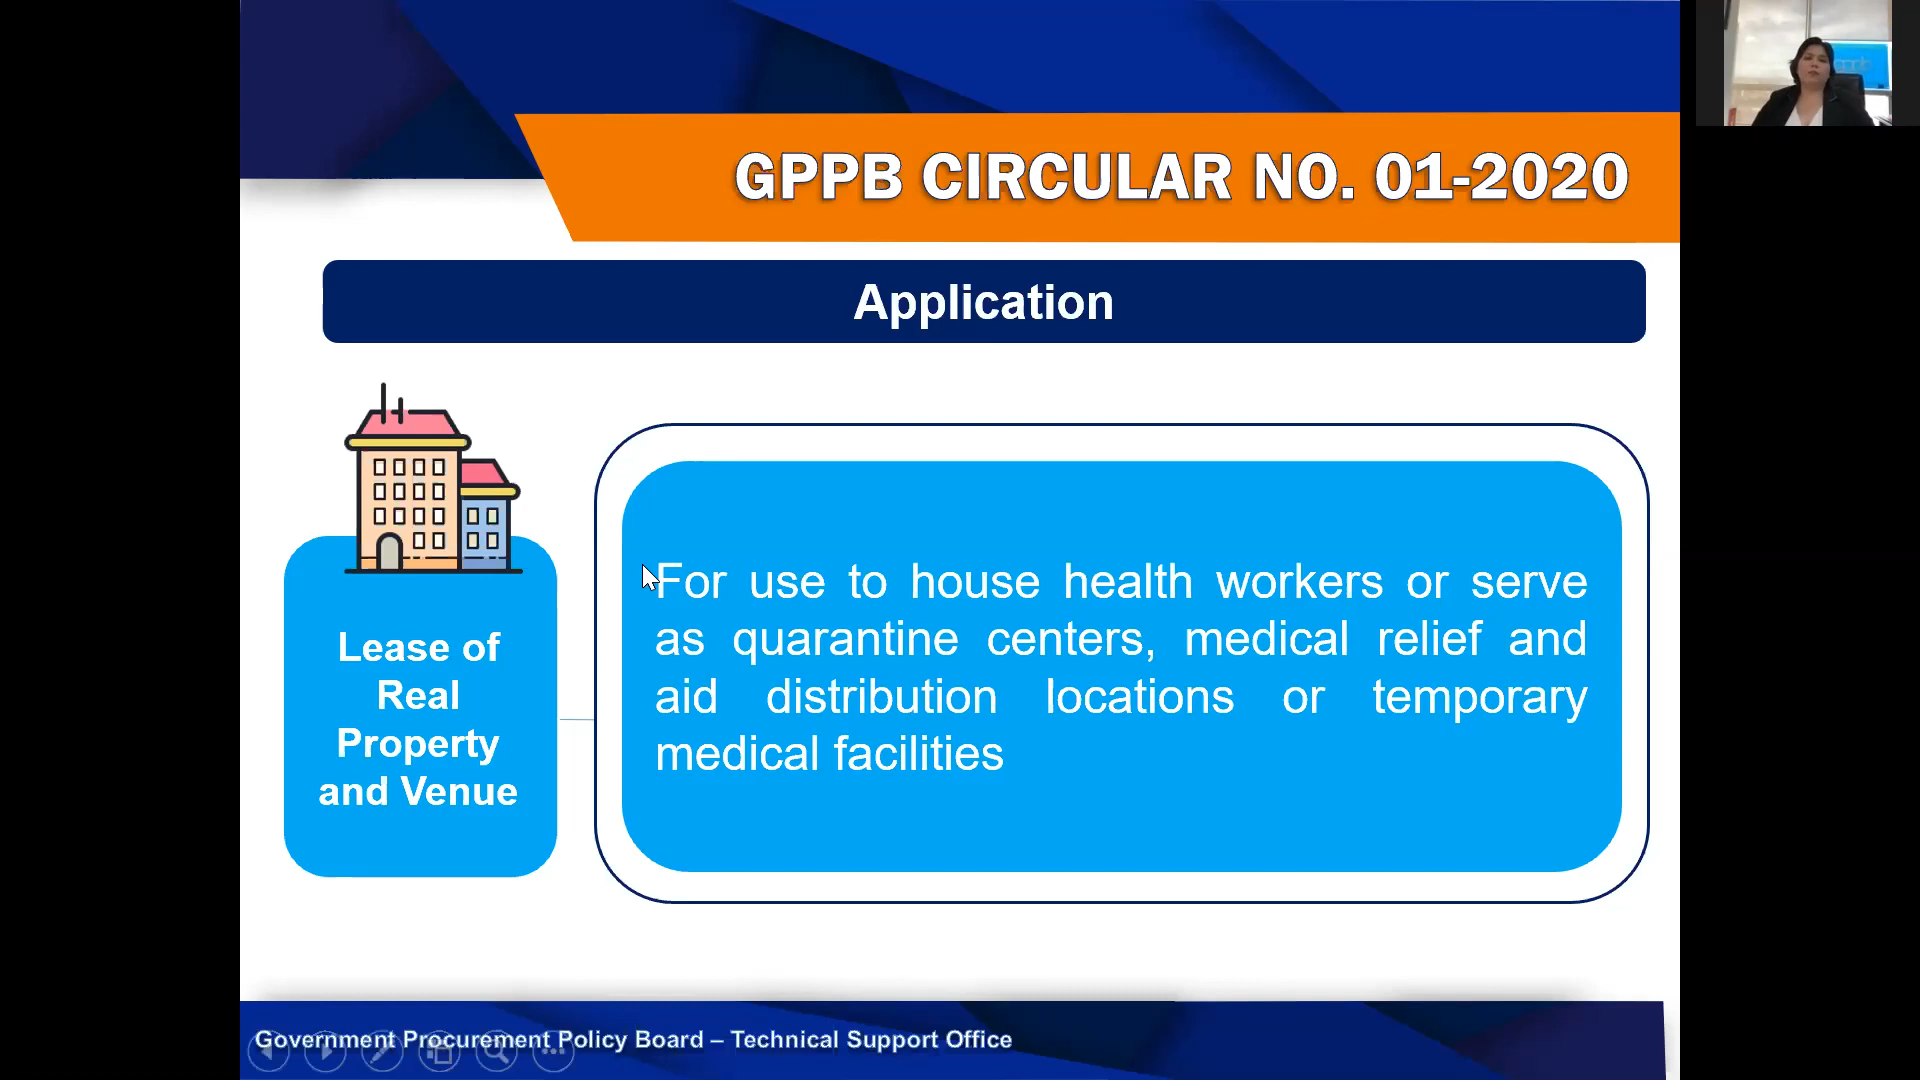 GPPB CIRCULAR NO. 01-2020
Application
Lease of
Real
Property
and Venue
For use to house health workers or serve
as quarantine centers, medical relief and
aid distribution locations or temporary
medical facilities
Government Procurement Policy Board – Technical Support Office